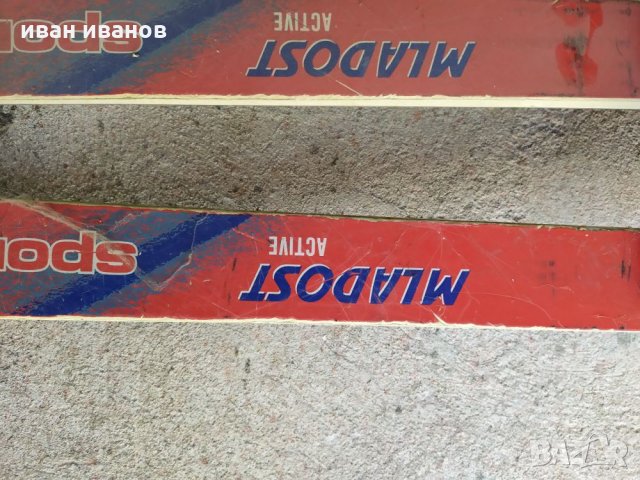 иван иванов
MLADOST
ACTIVE
spo
MLADOST
ACTIVE
spo
BAZAR